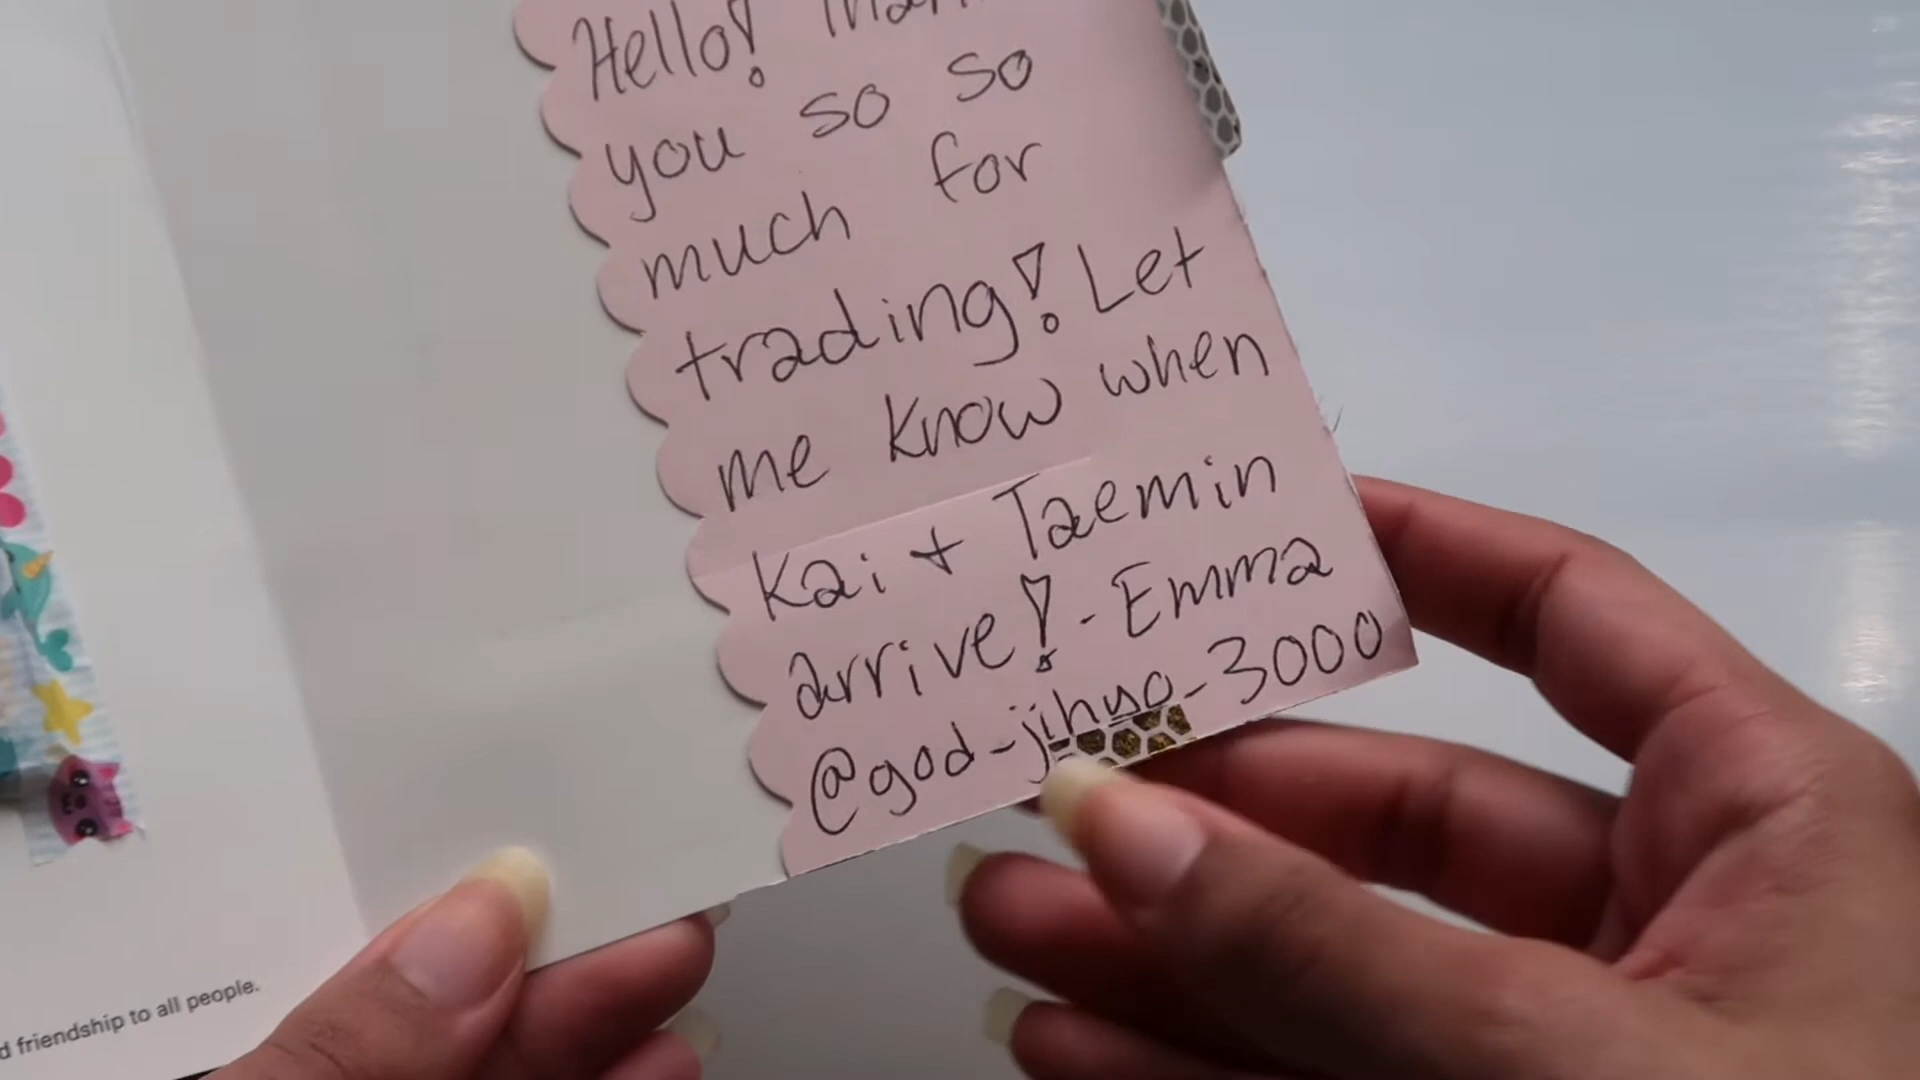 Hello!
you so so
much for
trading! Let
me know when
Kai + Taemin
arrive! - Emma
@god-jihyo-3000
d friendship to all people.